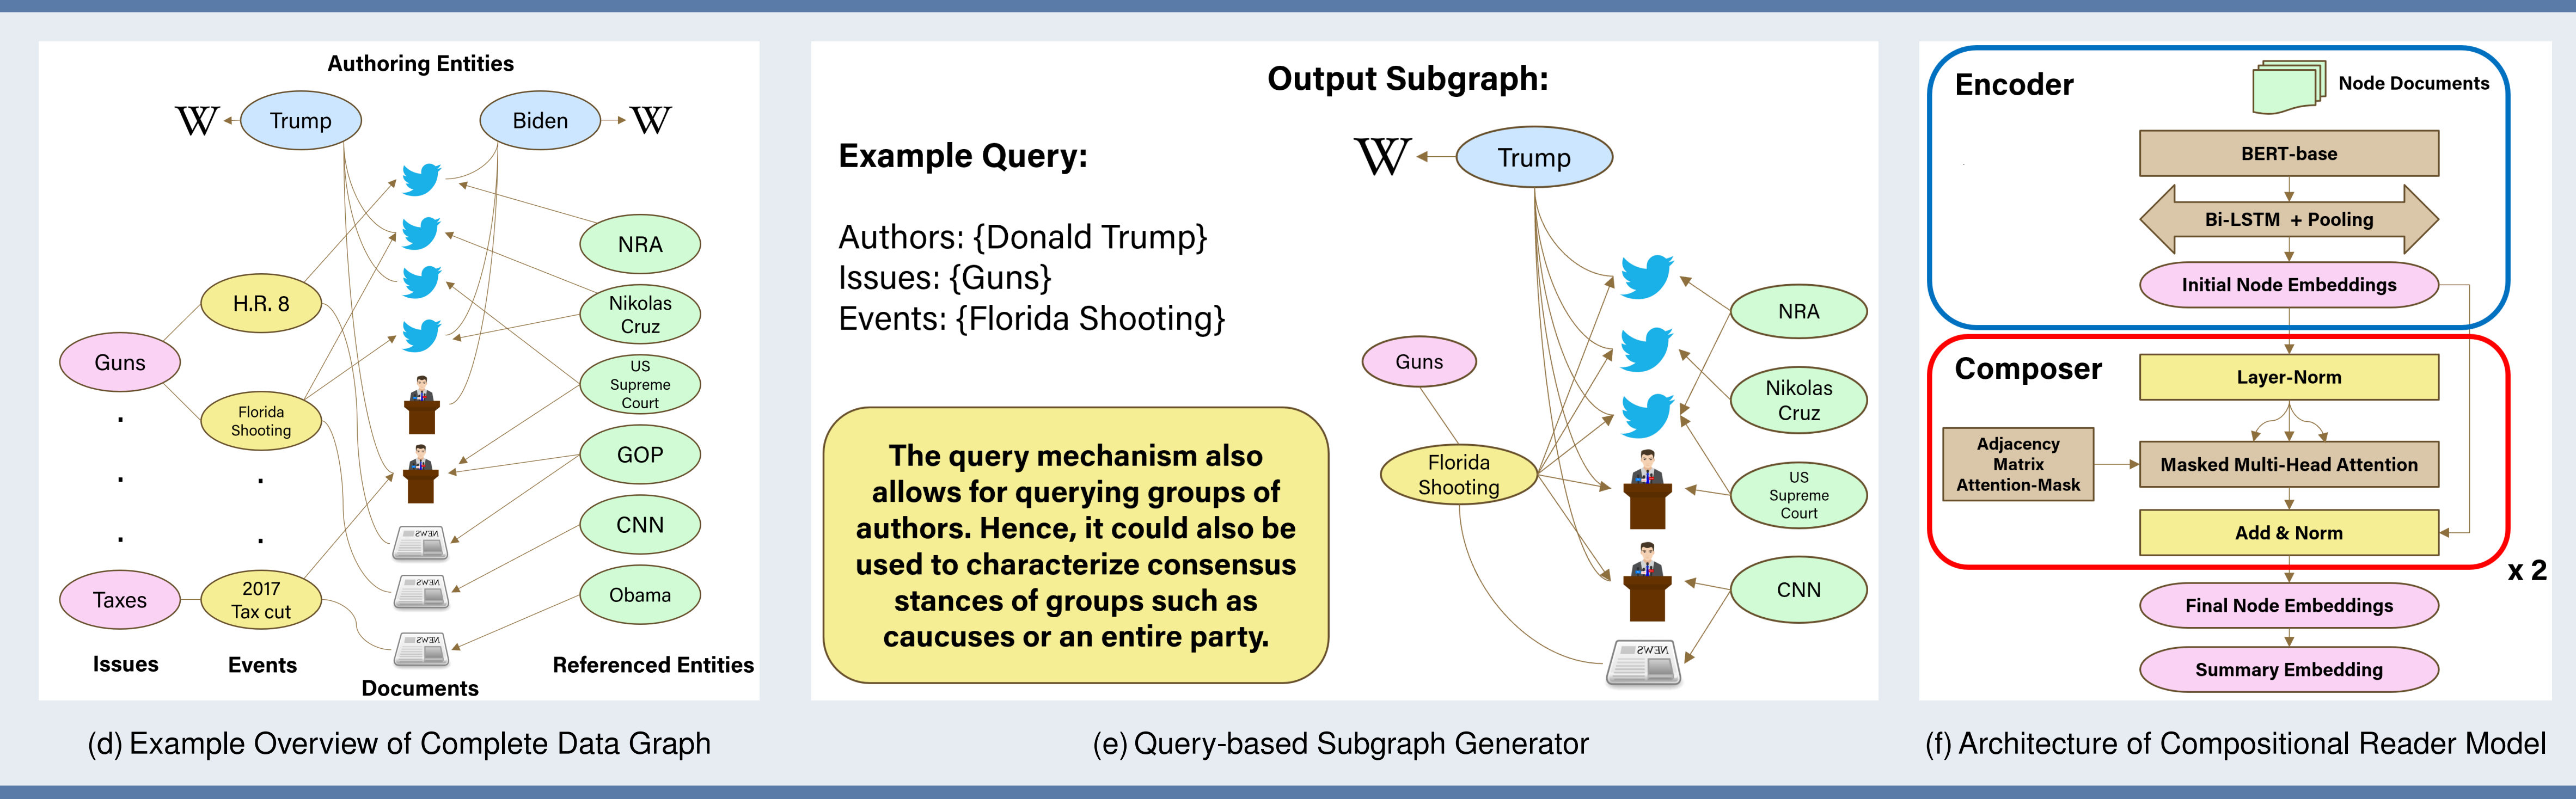 Authoring Entities
W
Trump
Biden
W
NRA
H.R. 8
Nikolas
Cruz
Guns
US
Supreme
Court
Florida
Shooting
GOP
CNN
NEWS
NEWS
Taxes
2017
Tax cut
Obama
NEWS
Issues
Events
Referenced Entities
Documents
(d) Example Overview of Complete Data Graph
Output Subgraph:
Example Query:
Authors: {Donald Trump}
Issues: {Guns}
Events: {Florida Shooting}
The query mechanism also
allows for querying groups of
authors. Hence, it could also be
used to characterize consensus
stances of groups such as
caucuses or an entire party.
W
Trump
NRA
Guns
Nikolas
Cruz
Florida
Shooting
US
Supreme
Court
CNN
NEWS
(e) Query-based Subgraph Generator
Encoder
Node Documents
BERT-base
Bi-LSTM + Pooling
Initial Node Embeddings
Composer
Layer-Norm
Adjacency
Matrix
Attention-Mask
Masked Multi-Head Attention
Add & Norm
x 2
Final Node Embeddings
Summary Embedding
(f) Architecture of Compositional Reader Model